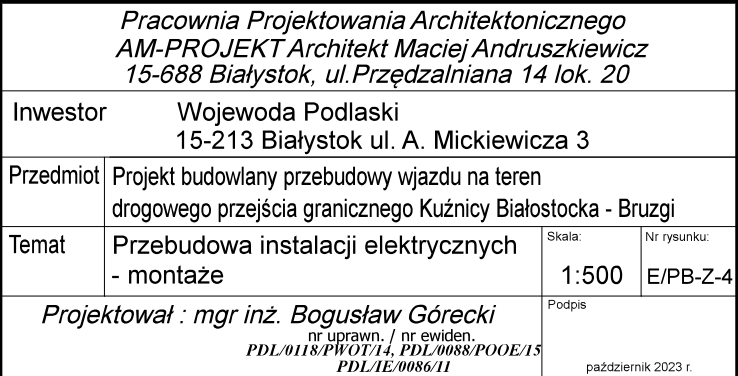 Pracownia Projektowania Architektonicznego
AM-PROJEKT Architekt Maciej Andruszkiewicz
15-688 Białystok, ul.Przędzalniana 14 lok. 20
Inwestor Wojewoda Podlaski
15-213 Białystok ul. A. Mickiewicza 3
Przedmiot Projekt budowlany przebudowy wjazdu na teren
drogowego przejścia granicznego Kuźnicy Białostocka - Bruzgi
Temat Przebudowa instalacji elektrycznych
- montaże
Skala:
1:500
Nr rysunku:
E/PB-Z-4
Projektował : mgr inż. Bogusław Górecki
nr uprawn. / nr ewiden.
PDL/0118/PWOT/14, PDL/0088/POOE/15
PDL/IE/0086/11
Podpis
październik 2023 r.